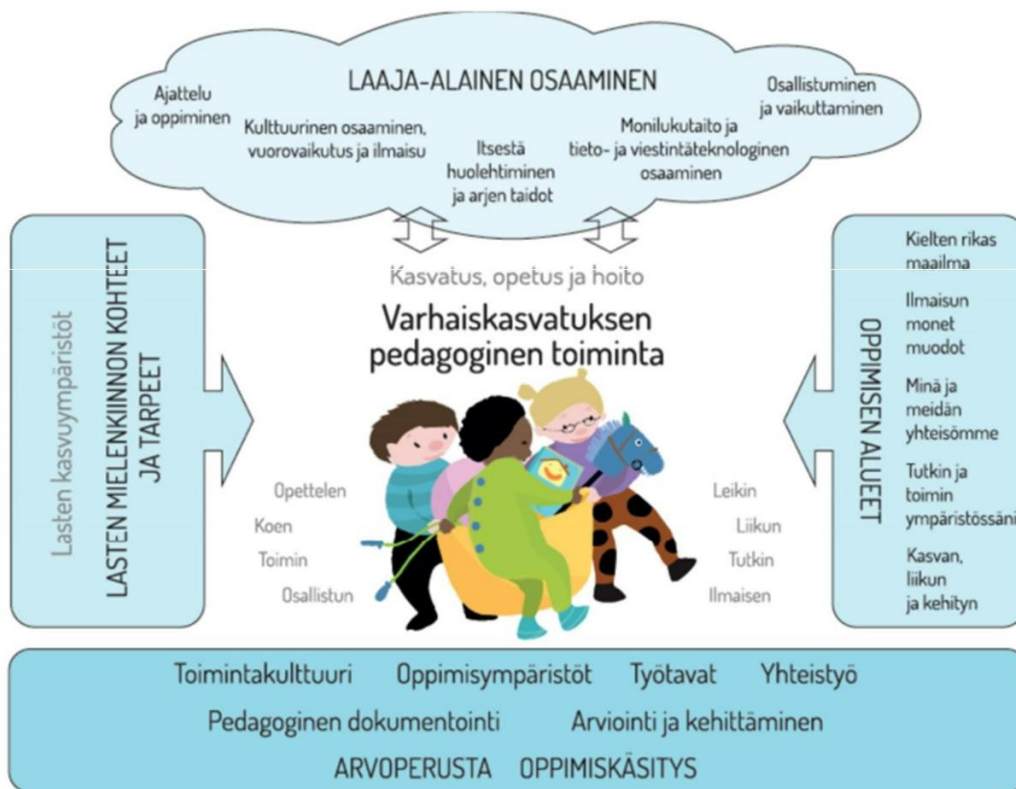 LAAJA-ALAINEN OSAAMINEN
Ajattelu
ja oppiminen
Kulttuurinen osaaminen,
vuorovaikutus ja ilmaisu
Itsestä
huolehtiminen
ja arjen taidot
Monilukutaito ja
tieto- ja viestintäteknologinen
osaaminen
Osallistuminen
ja vaikuttaminen
Lasten kasvuympäristöt
LASTEN MIELENKIINNON KOHTEET
JA TARPEET
Kasvatus, opetus ja hoito
Varhaiskasvatuksen
pedagoginen toiminta
Opettelen
Koen
Toimin
Osallistun
Leikin
Liikun
Tutkin
Ilmaisen
OPPIMISEN ALUEET
Kielten rikas
maailma
Ilmaisun
monet
muodot
Minä ja
meidän
yhteisömme
Tutkin ja
toimin
ympäristössäni
Kasvan,
liikun
ja kehityn
Toimintakulttuuri Oppimisympäristöt Työtavat Yhteistyö
Pedagoginen dokumentointi Arviointi ja kehittäminen
ARVOPERUSTA OPPIMISKÄSITYS